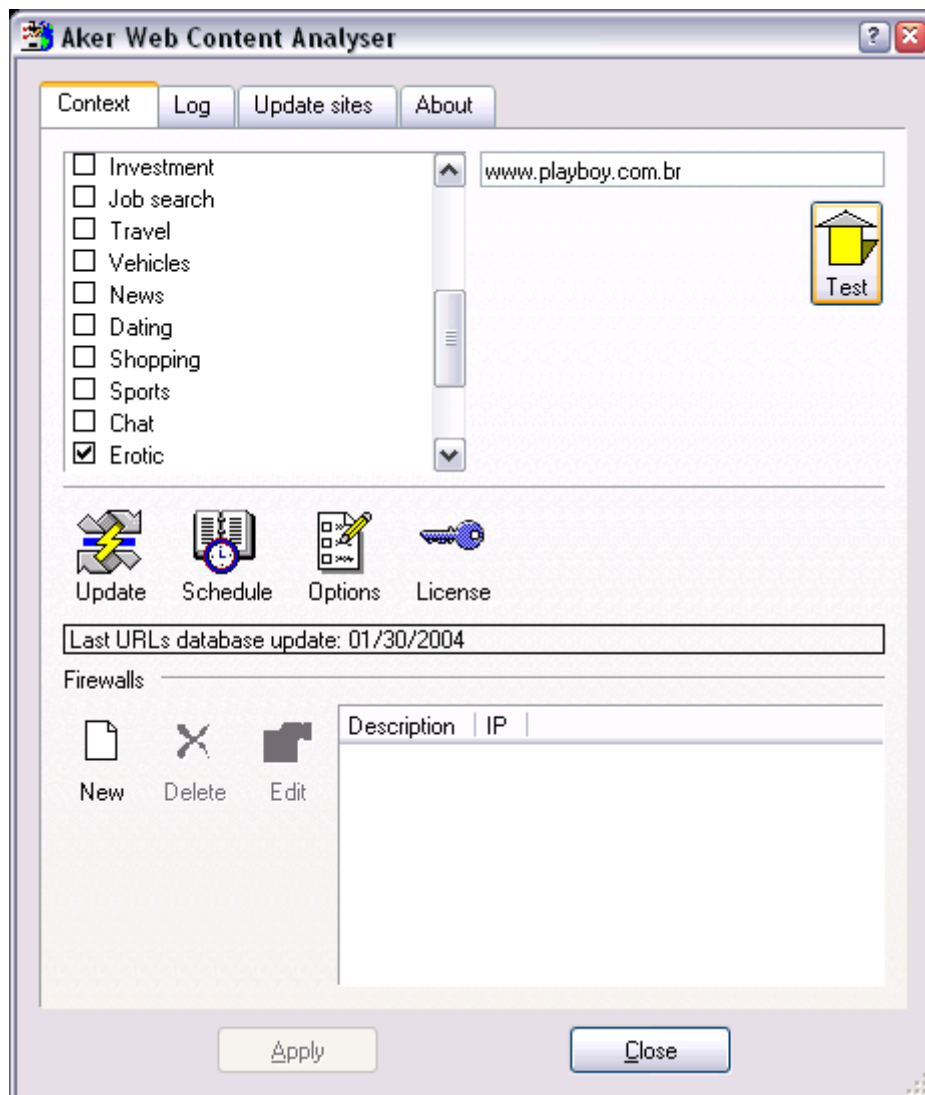 Aker Web Content Analyser
Context Log Update sites About
Investment
www.playboy.com.br
Job search
Travel
Vehicles
News
Test
Dating
Shopping
Sports
Chat
Erotic
Update Schedule Options License
Last URLs database update: 01/30/2004
Firewalls
Description IP
New Delete Edit
Apply Close